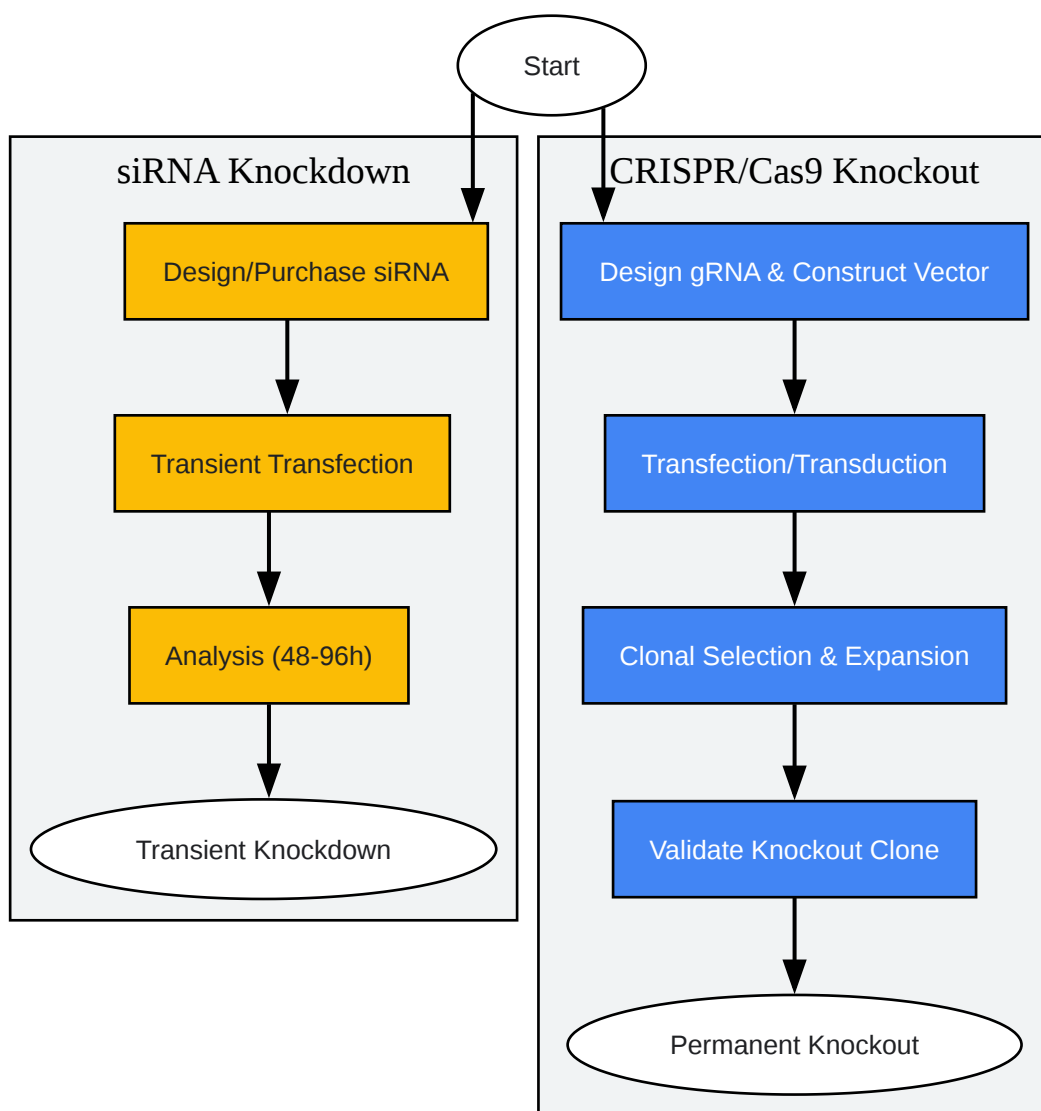 Start
siRNA Knockdown
Design/Purchase siRNA
Transient Transfection
Analysis (48-96h)
Transient Knockdown
CRISPR/Cas9 Knockout
Design gRNA & Construct Vector
Transfection/Transduction
Clonal Selection & Expansion
Validate Knockout Clone
Permanent Knockout